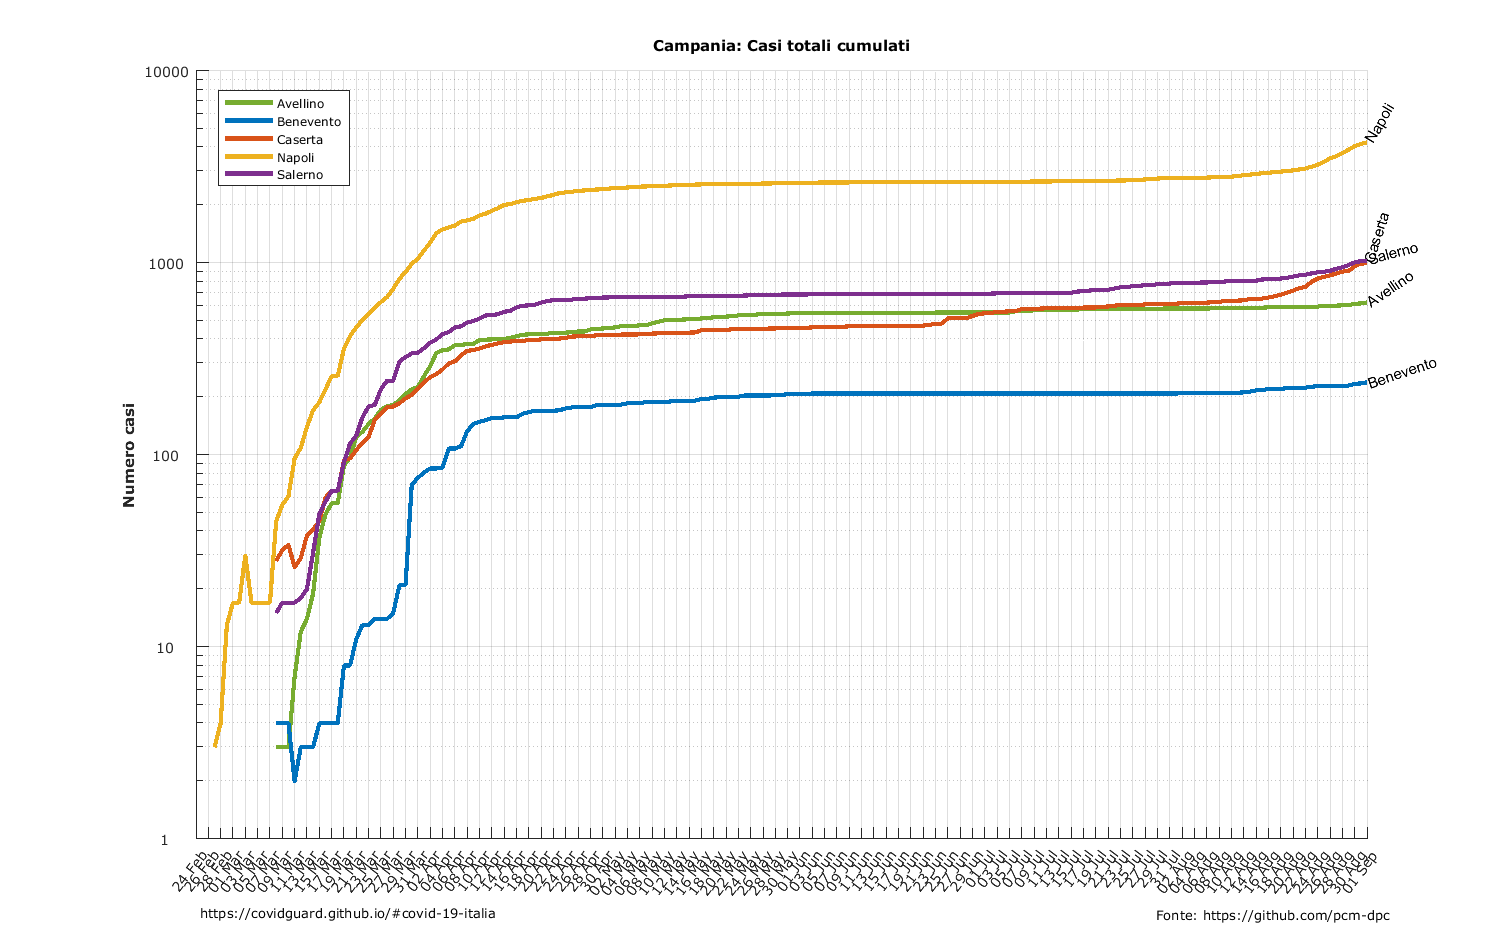 Campania: Casi totali cumulati
10000
1000
100
10
1
Numero casi
Avellino
Benevento
Caserta
Napoli
Salerno
Napoli
Caserta
Salerno
Avellino
Benevento
24 Feb
26 Feb
28 Feb
01 Mar
03 Mar
05 Mar
07 Mar
09 Mar
11 Mar
13 Mar
15 Mar
17 Mar
19 Mar
21 Mar
23 Mar
25 Mar
27 Mar
29 Mar
31 Mar
02 Apr
04 Apr
06 Apr
08 Apr
10 Apr
12 Apr
14 Apr
16 Apr
18 Apr
20 Apr
22 Apr
24 Apr
26 Apr
28 Apr
30 Apr
02 May
04 May
06 May
08 May
10 May
12 May
14 May
16 May
18 May
20 May
22 May
24 May
26 May
28 May
30 May
01 Jun
03 Jun
05 Jun
07 Jun
09 Jun
11 Jun
13 Jun
15 Jun
17 Jun
19 Jun
21 Jun
23 Jun
25 Jun
27 Jun
29 Jun
01 Jul
03 Jul
05 Jul
07 Jul
09 Jul
11 Jul
13 Jul
15 Jul
17 Jul
19 Jul
21 Jul
23 Jul
25 Jul
27 Jul
29 Jul
31 Jul
02 Aug
04 Aug
06 Aug
08 Aug
10 Aug
12 Aug
14 Aug
16 Aug
18 Aug
20 Aug
22 Aug
24 Aug
26 Aug
28 Aug
30 Aug
01 Sep
https://covidguard.github.io/#covid-19-italia
Fonte: https://github.com/pcm-dpc